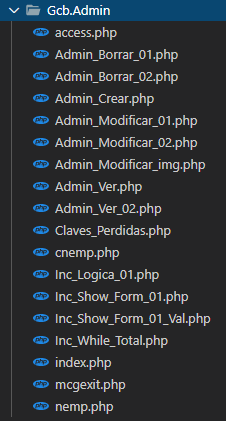 Gcb.Admin
access.php
Admin_Borrar_01.php
Admin_Borrar_02.php
Admin_Crear.php
Admin_Modificar_01.php
Admin_Modificar_02.php
Admin_Modificar_img.php
Admin_Ver.php
Admin_Ver_02.php
Claves_Perdidas.php
cnemp.php
Inc_Logica_01.php
Inc_Show_Form_01.php
Inc_Show_Form_01_Val.php
Inc_While_Total.php
index.php
mcgexit.php
nemp.php